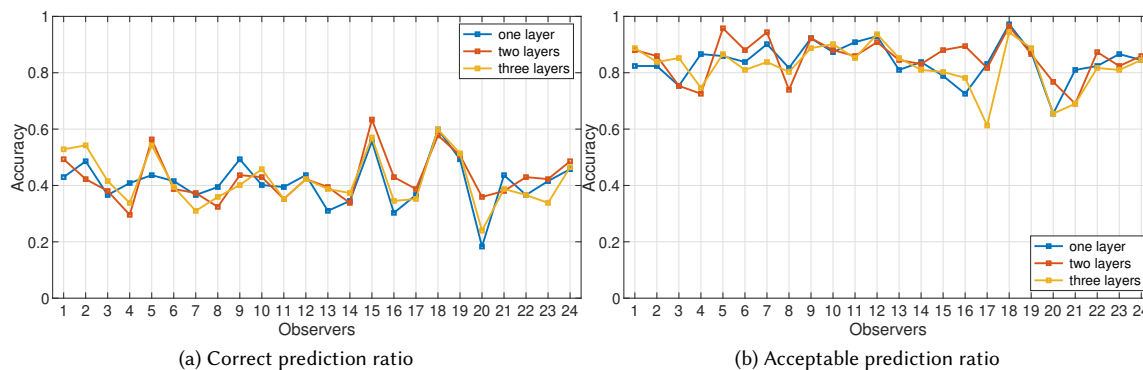 1
0.8
0.6
0.4
0.2
0
Accuracy
one layer
two layers
three layers
1 2 3 4 5 6 7 8 9 10 11 12 13 14 15 16 17 18 19 20 21 22 23 24
Observers
(a) Correct prediction ratio
1
0.8
0.6
0.4
0.2
0
Accuracy
one layer
two layers
three layers
1 2 3 4 5 6 7 8 9 10 11 12 13 14 15 16 17 18 19 20 21 22 23 24
Observers
(b) Acceptable prediction ratio